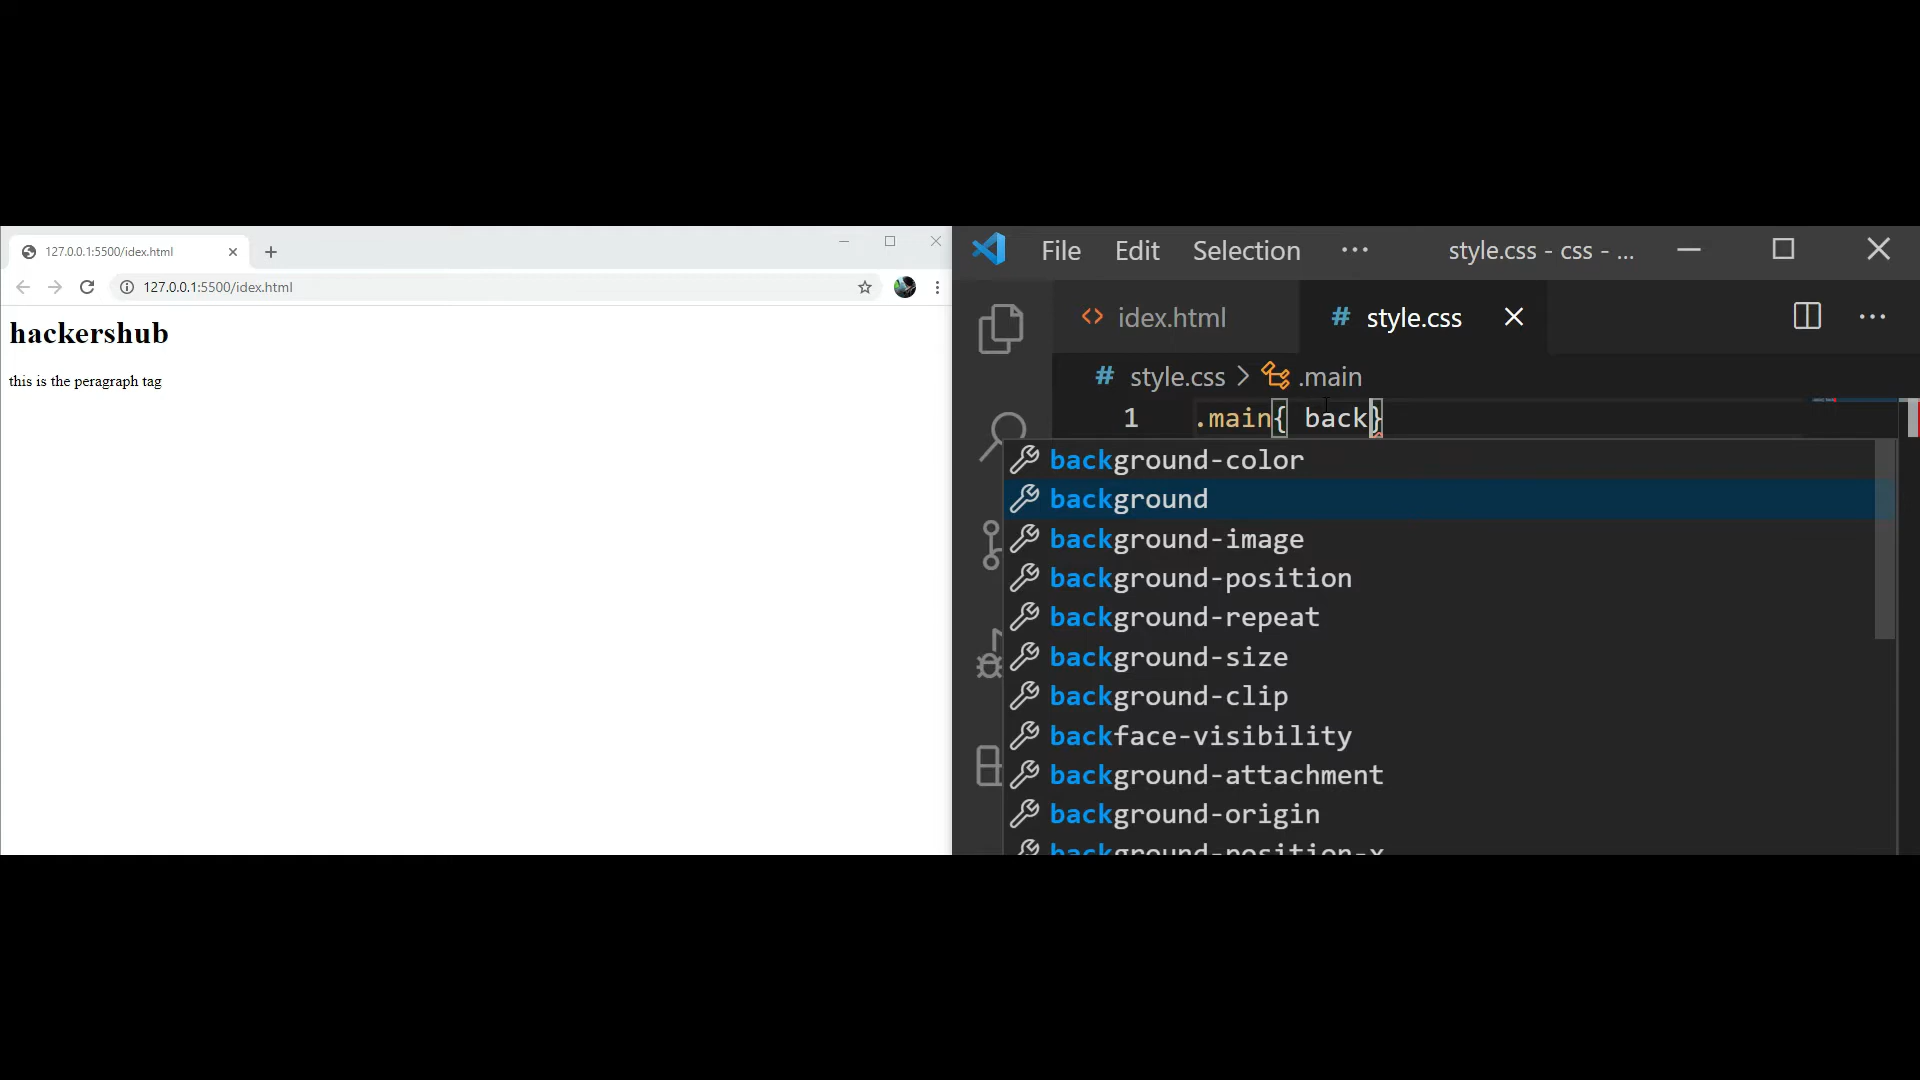 127.0.0.1:5500/idex.html
127.0.0.1:5500/idex.html
hackershub
this is the peragraph tag
File Edit Selection ··· style.css - css - ...
idex.html
# style.css
# style.css > .main
1 .main{ back}
background-color
background
background-image
background-position
background-repeat
background-size
background-clip
backface-visibility
background-attachment
background-origin
background-position-x